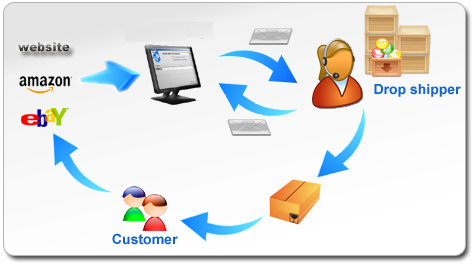 website
amazon
ebaY
Drop shipper
Customer